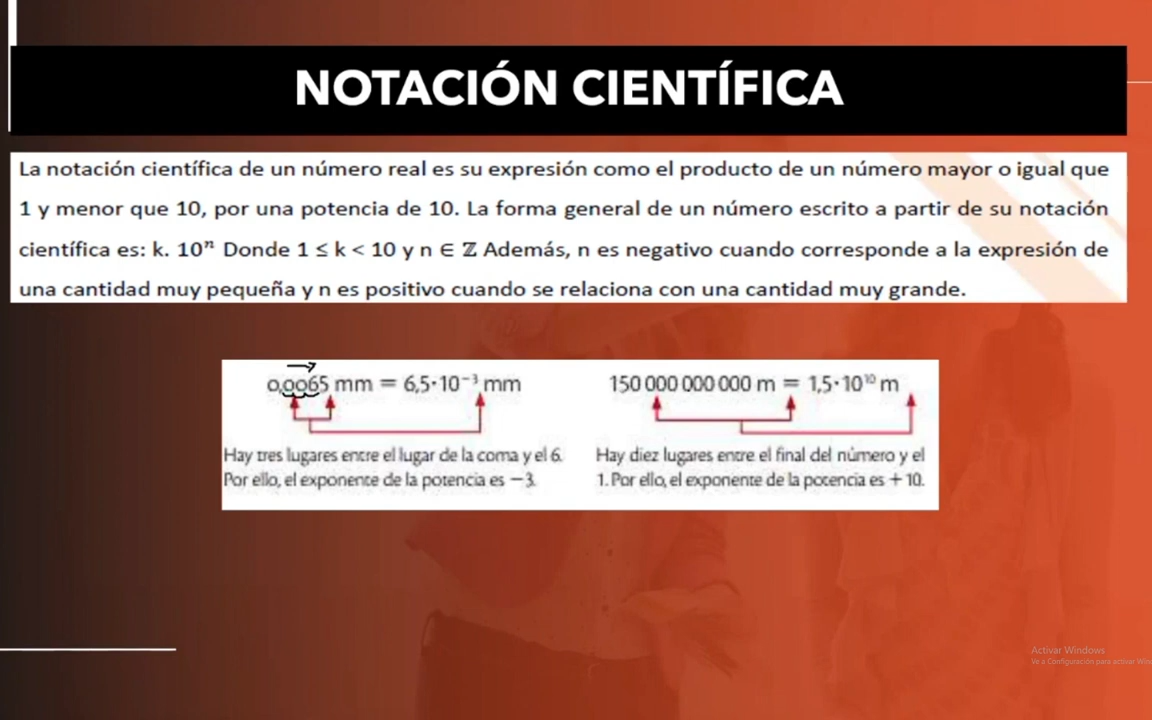 NOTACIÓN CIENTÍFICA
La notación científica de un número real es su expresión como el producto de un número mayor o igual que
1 y menor que 10, por una potencia de 10. La forma general de un número escrito a partir de su notación
científica es: k. 10ⁿ Donde 1 ≤ k < 10 y n ∈ ℤ Además, n es negativo cuando corresponde a la expresión de
una cantidad muy pequeña y n es positivo cuando se relaciona con una cantidad muy grande.
0,0065 mm = 6,5·10⁻³ mm
Hay tres lugares entre el lugar de la coma y el 6.
Por ello, el exponente de la potencia es −3.
150 000 000 000 m = 1,5·10¹⁰ m
Hay diez lugares entre el final del número y el
1. Por ello, el exponente de la potencia es +10.
Activar Windows
Ve a Configuración para activar Win